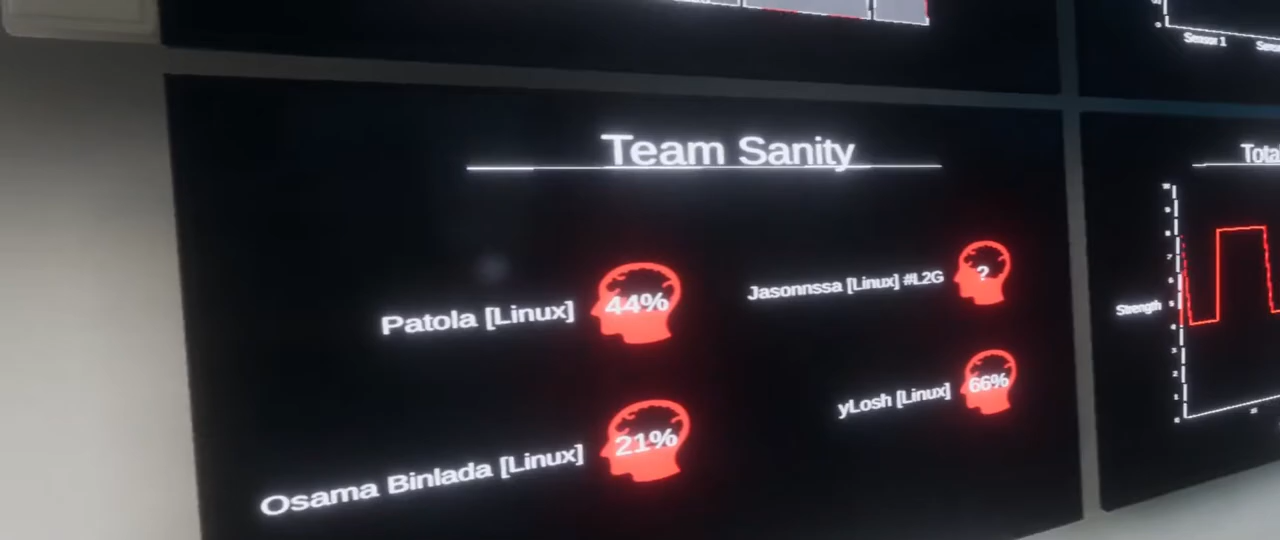 Team Sanity
Patola [Linux] 44%
Jasonnssa [Linux] #L2G ?
Osama Binlada [Linux] 21%
yLosh [Linux] 66%
Sensor 1
Strength